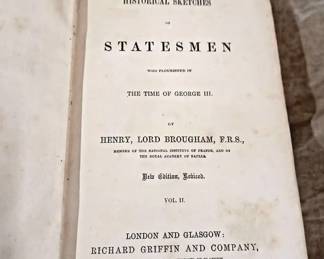 HISTORICAL SKETCHES
OF
STATESMEN
WHO FLOURISHED IN
THE TIME OF GEORGE III.
BY
HENRY, LORD BROUGHAM, F.R.S.,
MEMBER OF THE NATIONAL INSTITUTE OF FRANCE, AND OF
THE ROYAL ACADEMY OF NAPLES.
New Edition, Revised.
VOL. II.
LONDON AND GLASGOW:
RICHARD GRIFFIN AND COMPANY,